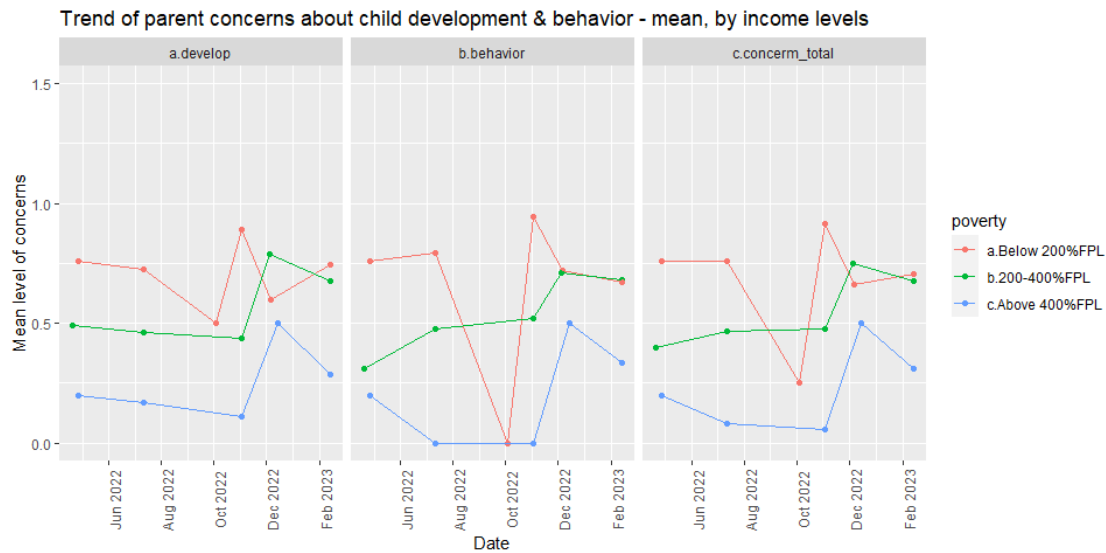 Trend of parent concerns about child development & behavior - mean, by income levels
a.develop
b.behavior
c.concerm_total
1.5
1.0
0.5
0.0
Mean level of concerns
Jun 2022
Aug 2022
Oct 2022
Dec 2022
Feb 2023
Jun 2022
Aug 2022
Oct 2022
Dec 2022
Feb 2023
Jun 2022
Aug 2022
Oct 2022
Dec 2022
Feb 2023
Date
poverty
a.Below 200%FPL
b.200-400%FPL
c.Above 400%FPL